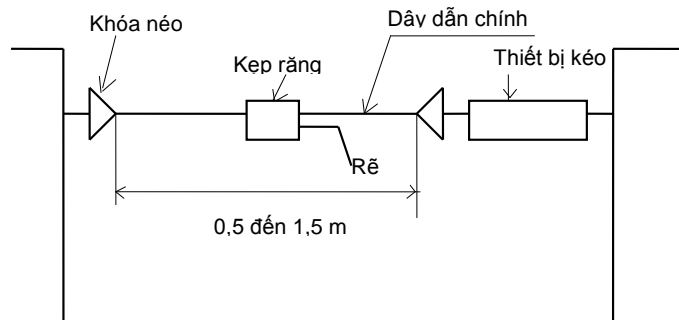 Khóa néo
Dây dẫn chính
Kẹp răng
Thiết bị kéo
Rẽ
0,5 đến 1,5 m